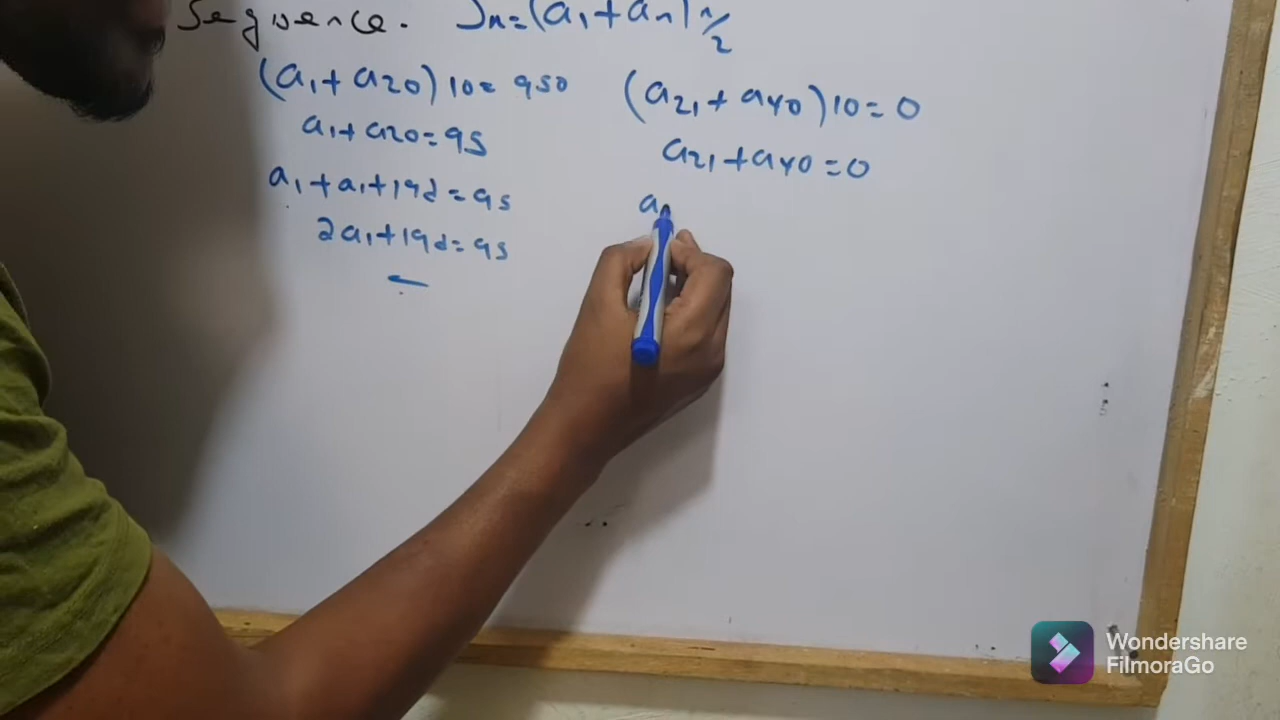 Sequence. Sn=(a1+an)n/2
(a1+a20)10=950
a1+a20=95
a1+a1+19d=95
2a1+19d=95
(a21+a40)10=0
a21+a40=0
a
Wondershare
FilmoraGo